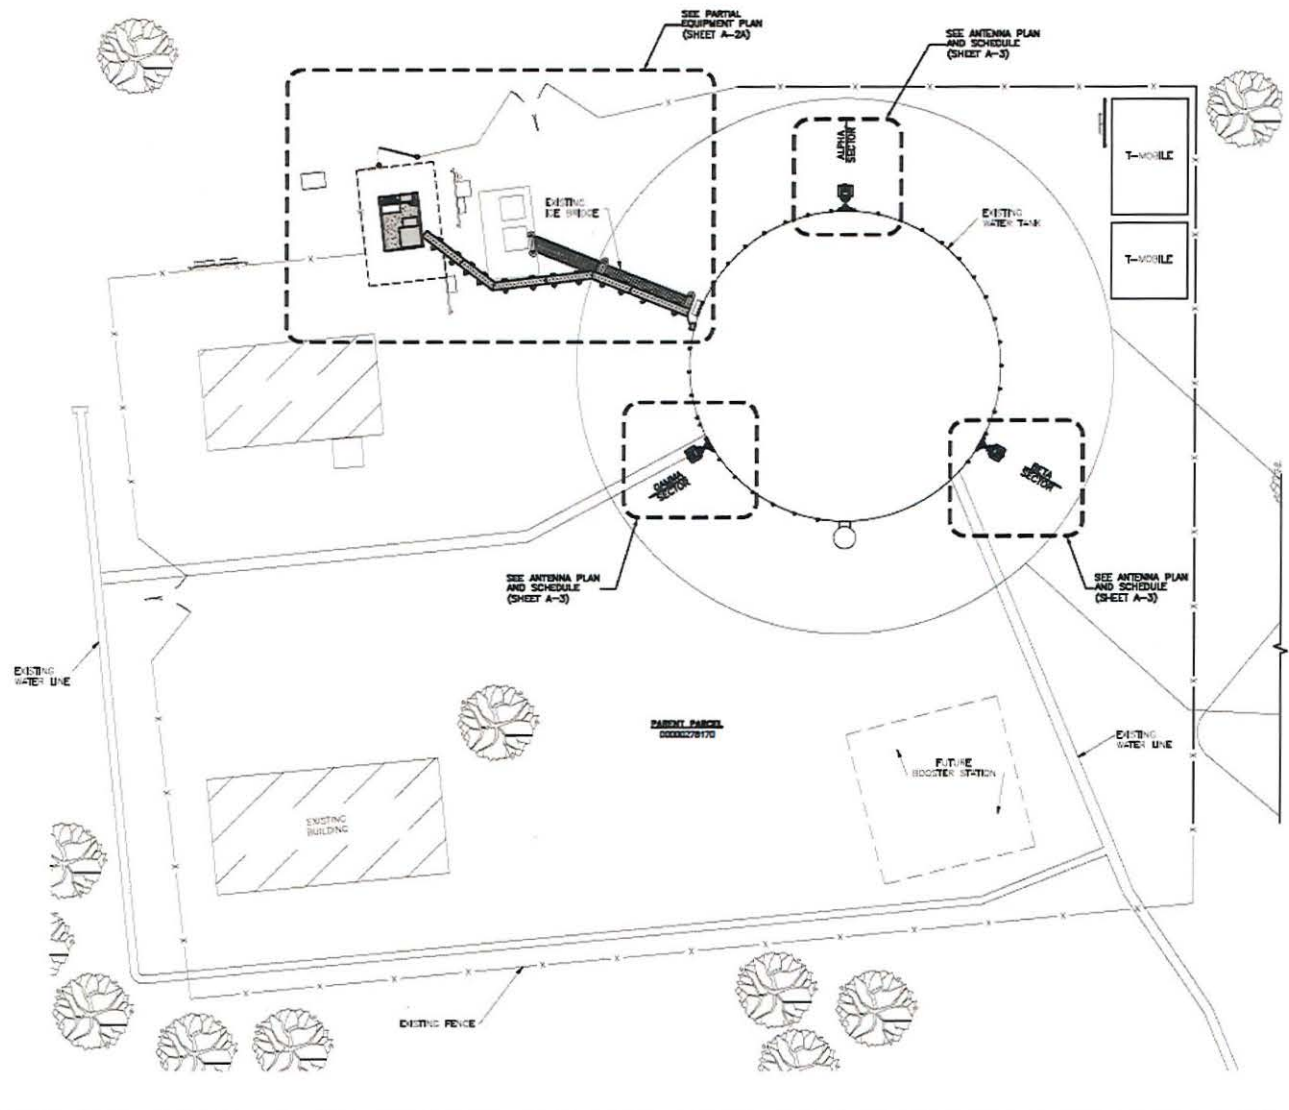 SEE PARTIAL
EQUIPMENT PLAN
(SHEET A-2A)
SEE ANTENNA PLAN
AND SCHEDULE
(SHEET A-3)
ALPHA
SECTOR
T-MOBILE
EXISTING
ICE BRIDGE
EXISTING
WATER TANK
T-MOBILE
GAMMA
SECTOR
BETA
SECTOR
SEE ANTENNA PLAN
AND SCHEDULE
(SHEET A-3)
SEE ANTENNA PLAN
AND SCHEDULE
(SHEET A-3)
EXISTING
WATER LINE
PARENT PARCEL
00000278170
EXISTING
WATER LINE
FUTURE
BOOSTER STATION
EXISTING
BUILDING
EXISTING FENCE